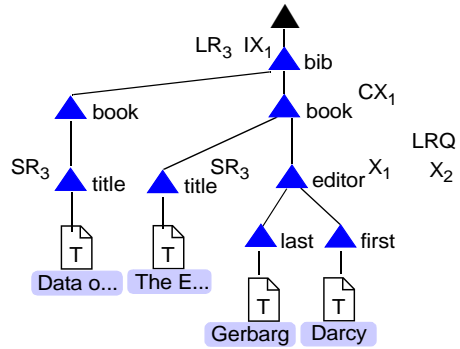 LR3 IX1
bib
book
book CX1
LRQ
SR3 title
title SR3
editor X1 X2
last
first
T
T
Data o...
The E...
T
T
Gerbarg
Darcy